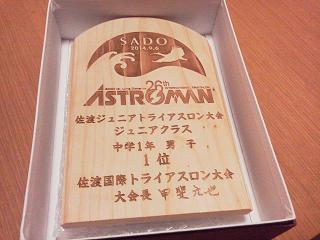 SADO
2014.9.6
26th
ASTROMAN
佐渡ジュニアトライアスロン大会
ジュニアクラス
中学1年 男子
1位
佐渡国際トライアスロン大会
大会長 甲斐元也